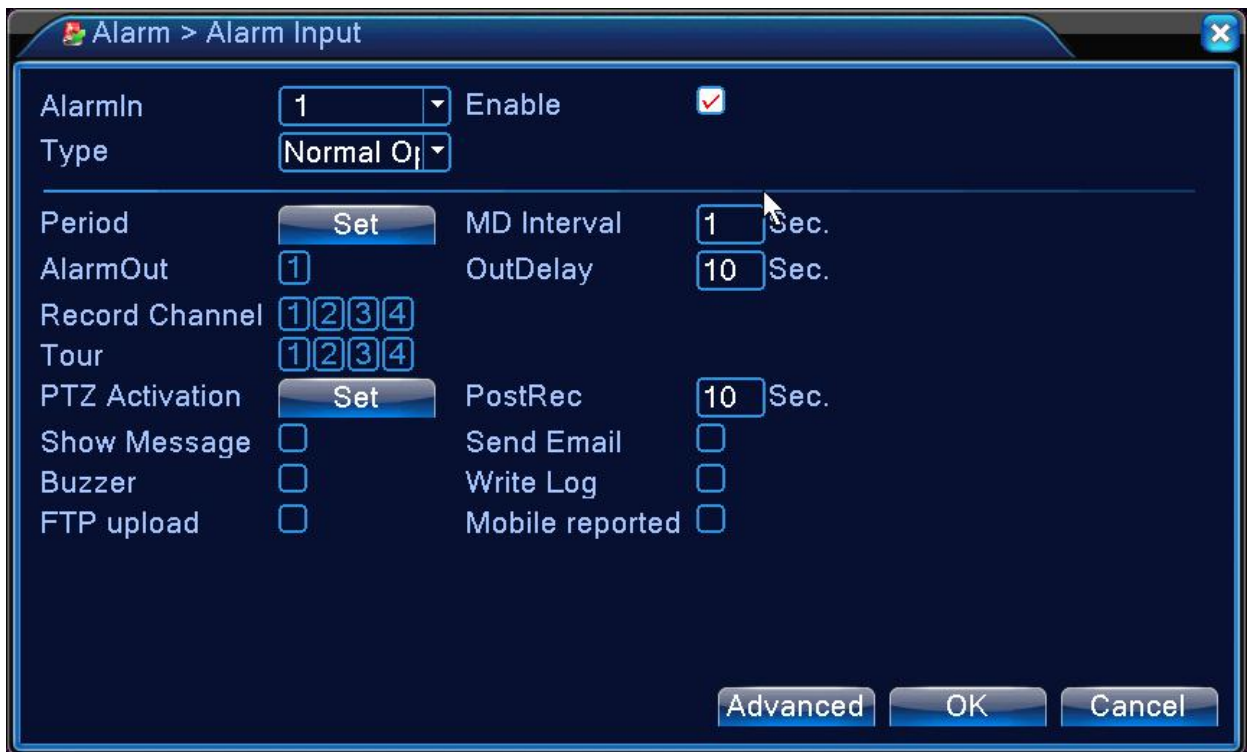 Alarm > Alarm Input
AlarmIn 1 Enable
Type Normal Op
Period Set MD Interval 1 Sec.
AlarmOut 1 OutDelay 10 Sec.
Record Channel 1 2 3 4
Tour 1 2 3 4
PTZ Activation Set PostRec 10 Sec.
Show Message Send Email
Buzzer Write Log
FTP upload Mobile reported
Advanced OK Cancel